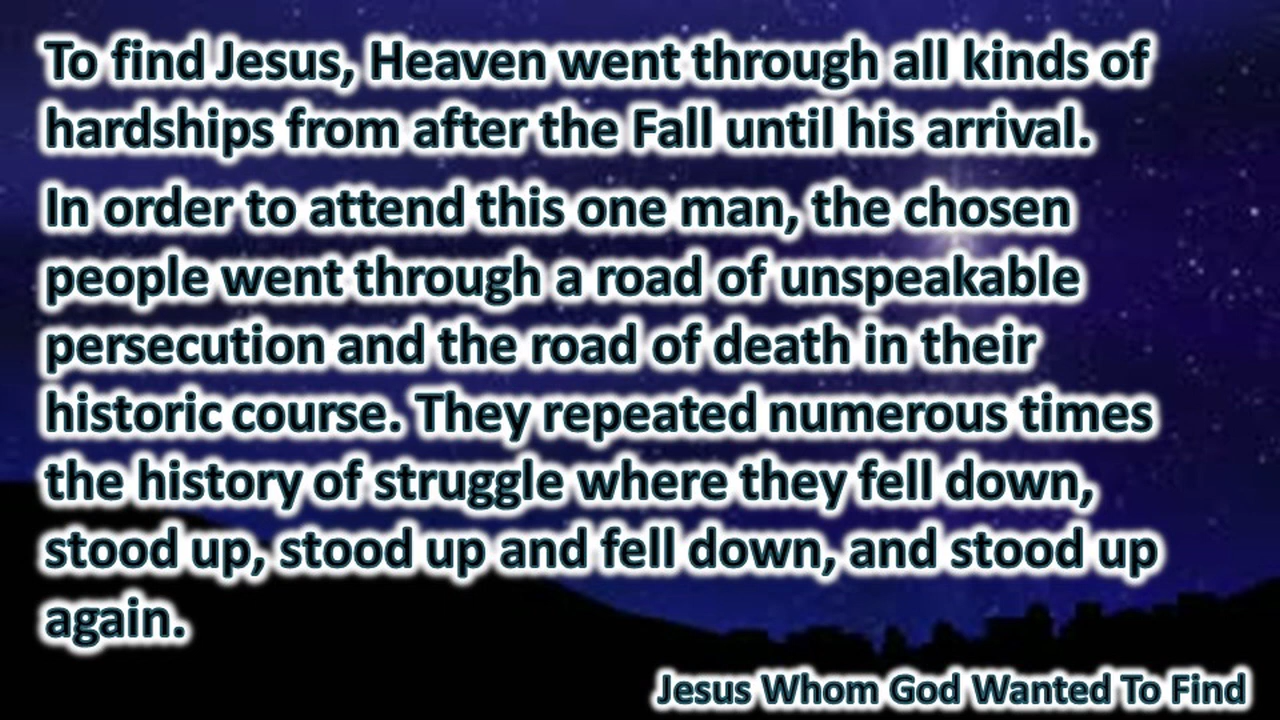 To find Jesus, Heaven went through all kinds of
hardships from after the Fall until his arrival.
In order to attend this one man, the chosen
people went through a road of unspeakable
persecution and the road of death in their
historic course. They repeated numerous times
the history of struggle where they fell down,
stood up, stood up and fell down, and stood up
again.
Jesus Whom God Wanted To Find